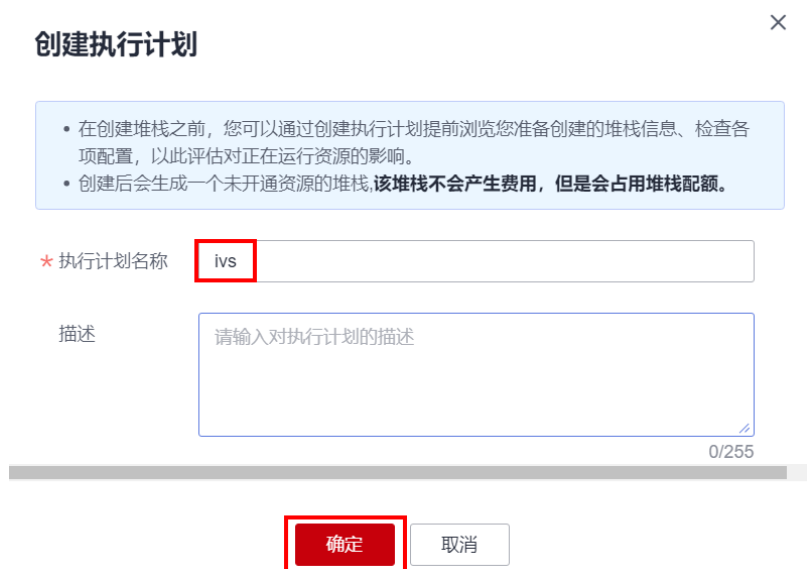 创建执行计划
• 在创建堆栈之前，您可以通过创建执行计划提前浏览您准备创建的堆栈信息、检查各
项配置，以此评估对正在运行资源的影响。
• 创建后会生成一个未开通资源的堆栈,该堆栈不会产生费用，但是会占用堆栈配额。
* 执行计划名称 ivs
描述 请输入对执行计划的描述
0/255
确定 取消